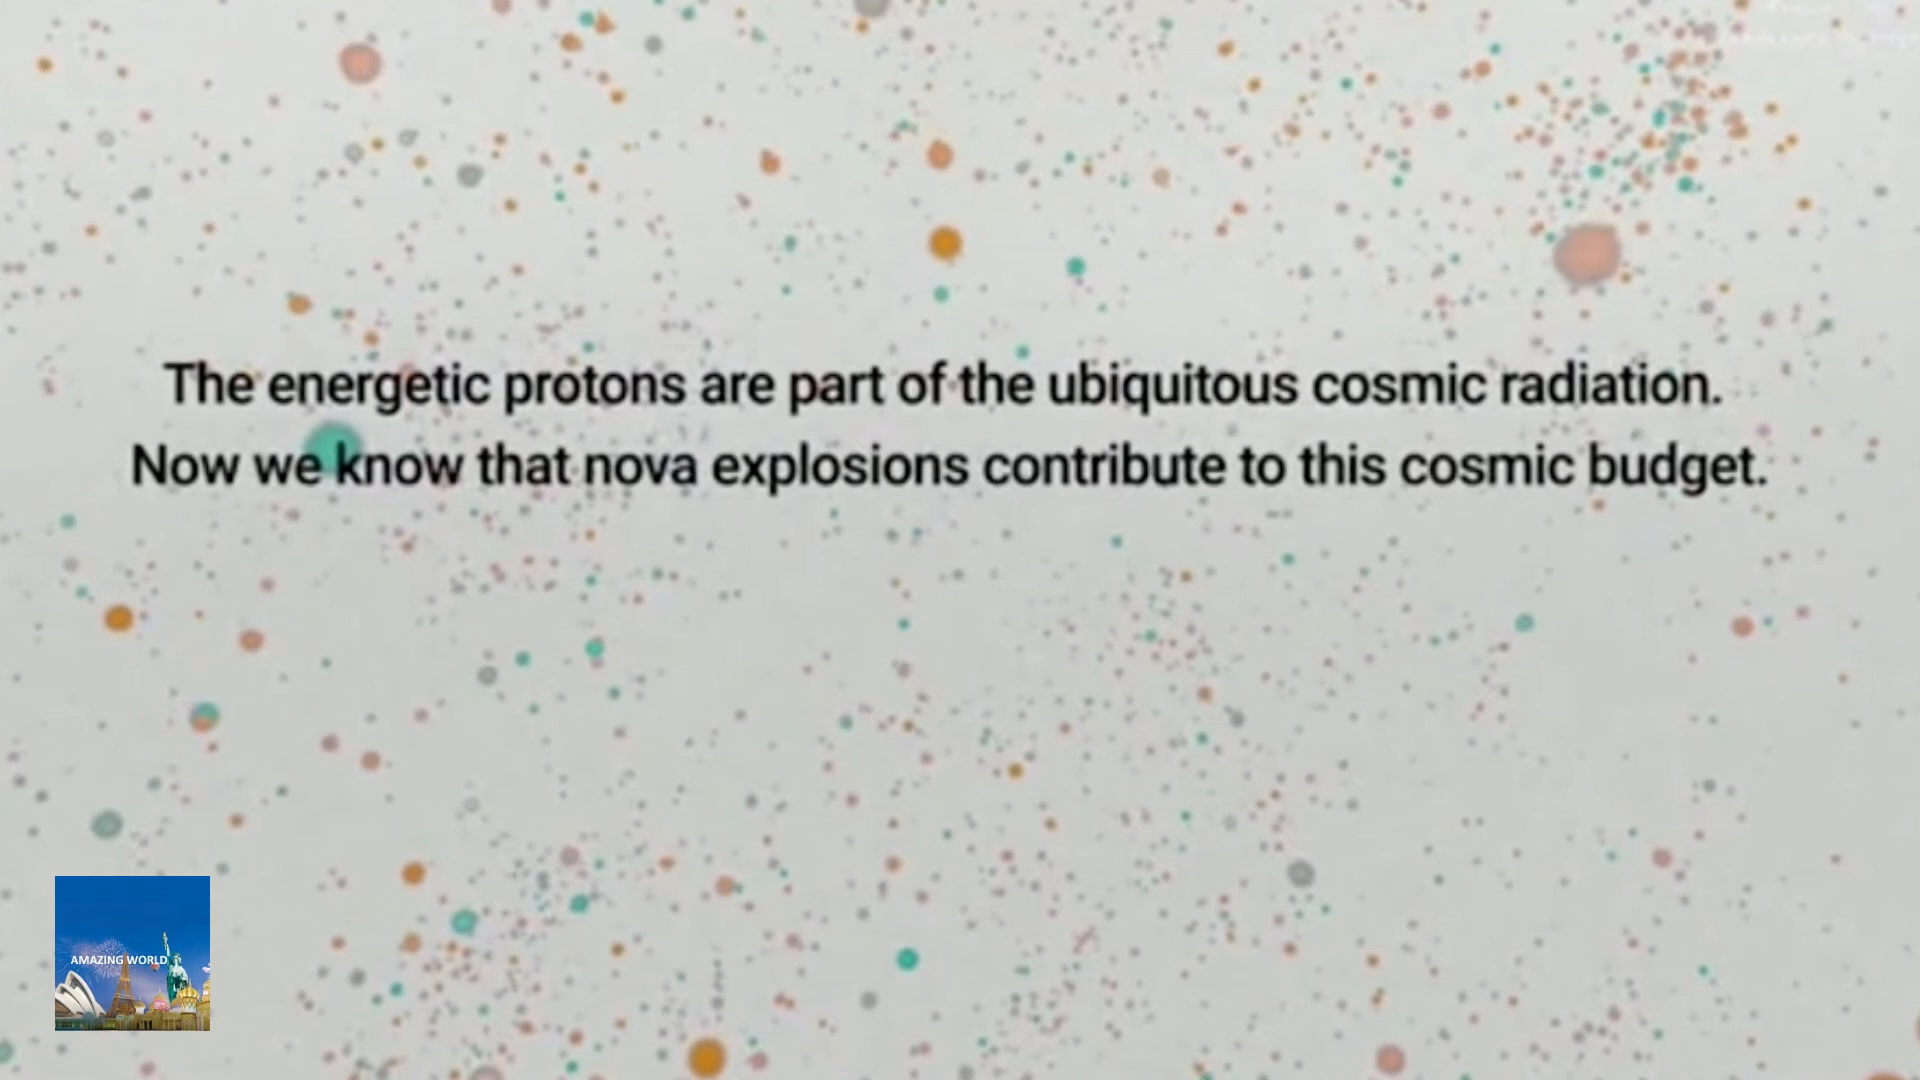 The energetic protons are part of the ubiquitous cosmic radiation.
Now we know that nova explosions contribute to this cosmic budget.
AMAZING WORLD